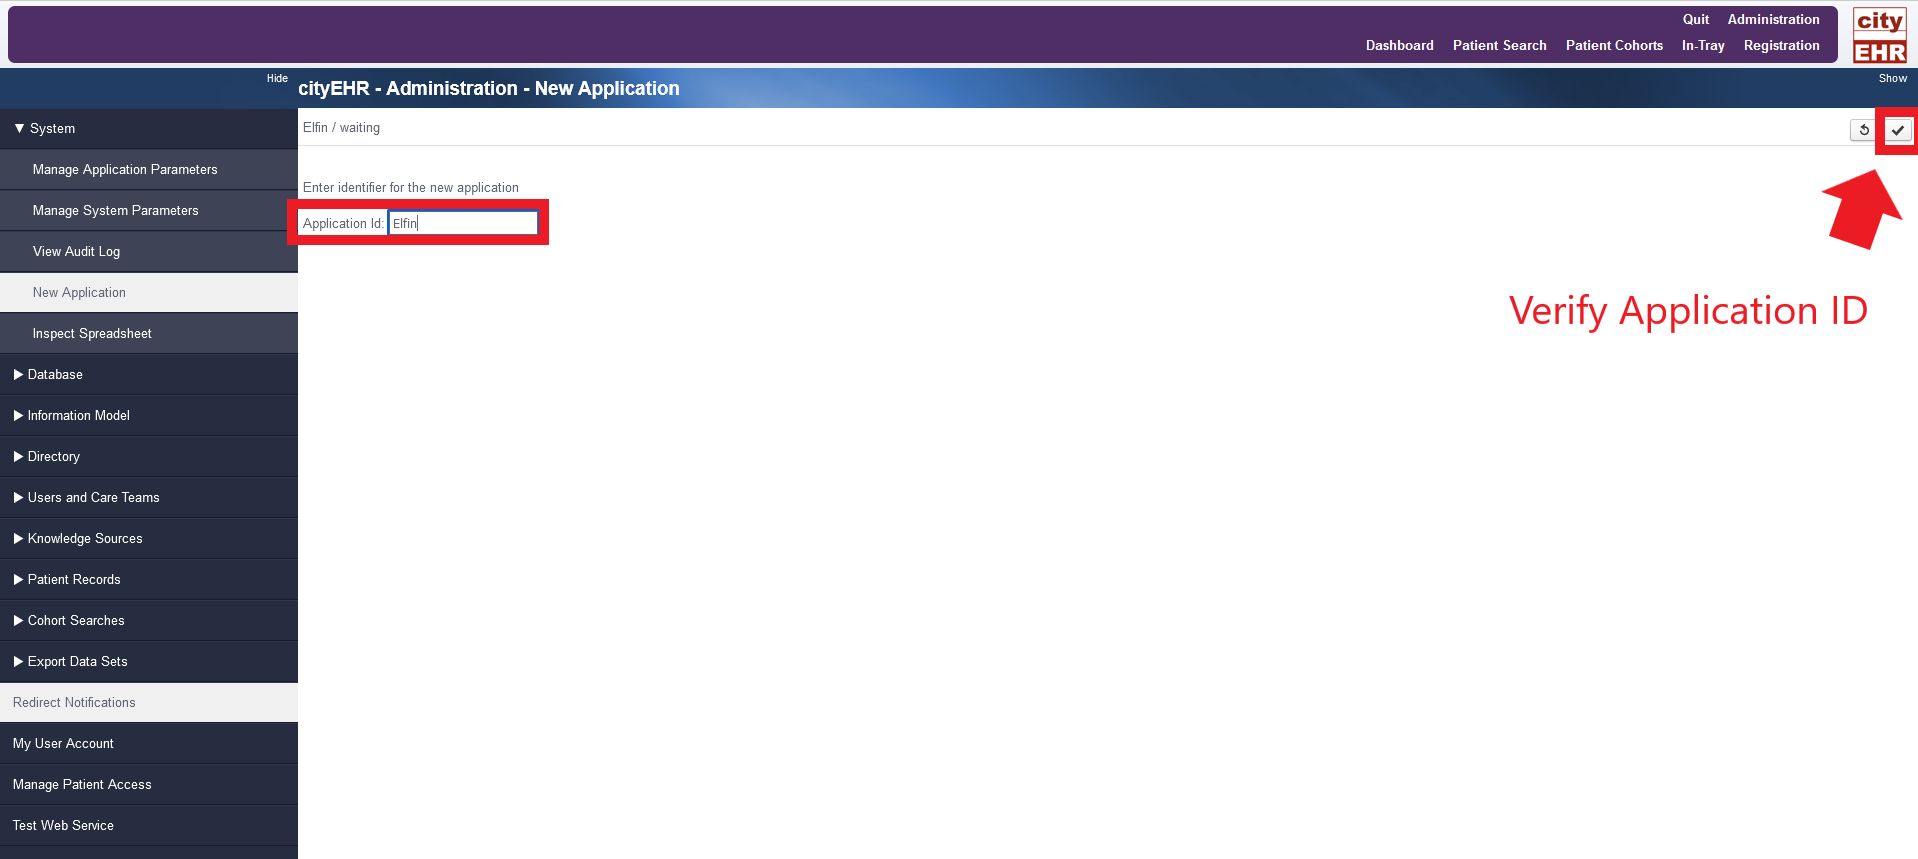 Quit Administration
Dashboard Patient Search Patient Cohorts In-Tray Registration
city
EHR
Hide
cityEHR - Administration - New Application
Show
▼ System
Manage Application Parameters
Manage System Parameters
View Audit Log
New Application
Inspect Spreadsheet
▶ Database
▶ Information Model
▶ Directory
▶ Users and Care Teams
▶ Knowledge Sources
▶ Patient Records
▶ Cohort Searches
▶ Export Data Sets
Redirect Notifications
My User Account
Manage Patient Access
Test Web Service
Elfin / waiting
Enter identifier for the new application
Application Id: Elfin
Verify Application ID